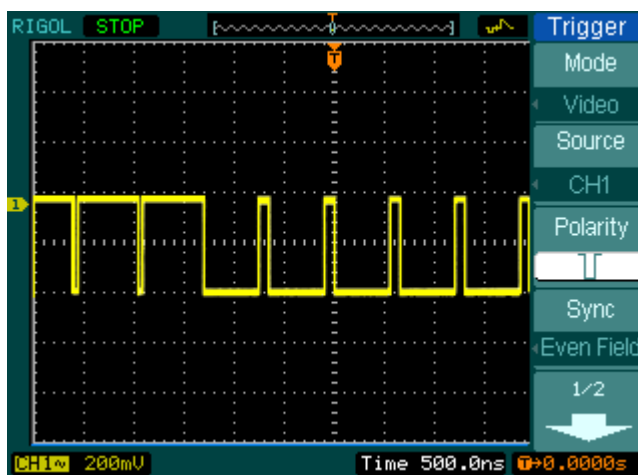 RIGOL STOP T Trigger
T
Mode
Video
Source
CH1
1
Polarity
Sync
Even Field
1/2
CH1~ 200mV Time 500.0ns T→0.0000s